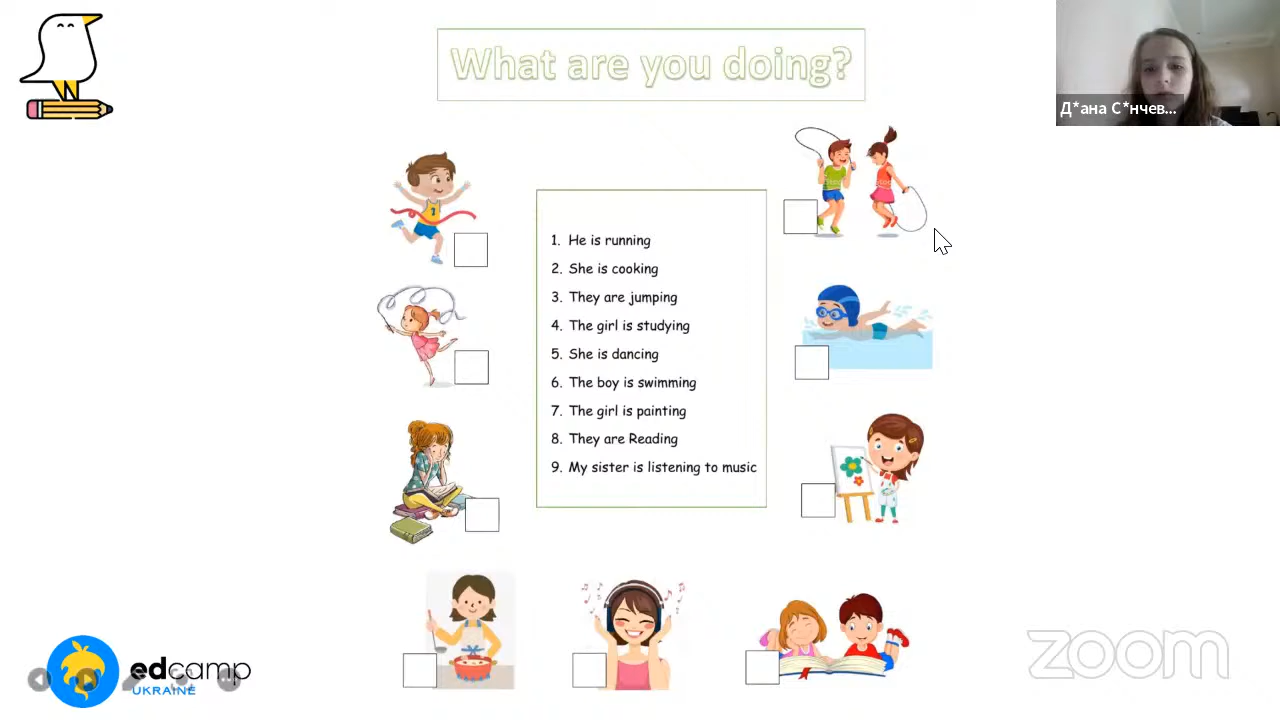 What are you doing?
Д*ана С*нчев...
1. He is running
2. She is cooking
3. They are jumping
4. The girl is studying
5. She is dancing
6. The boy is swimming
7. The girl is painting
8. They are Reading
9. My sister is listening to music
edcamp
UKRAINE
zoom